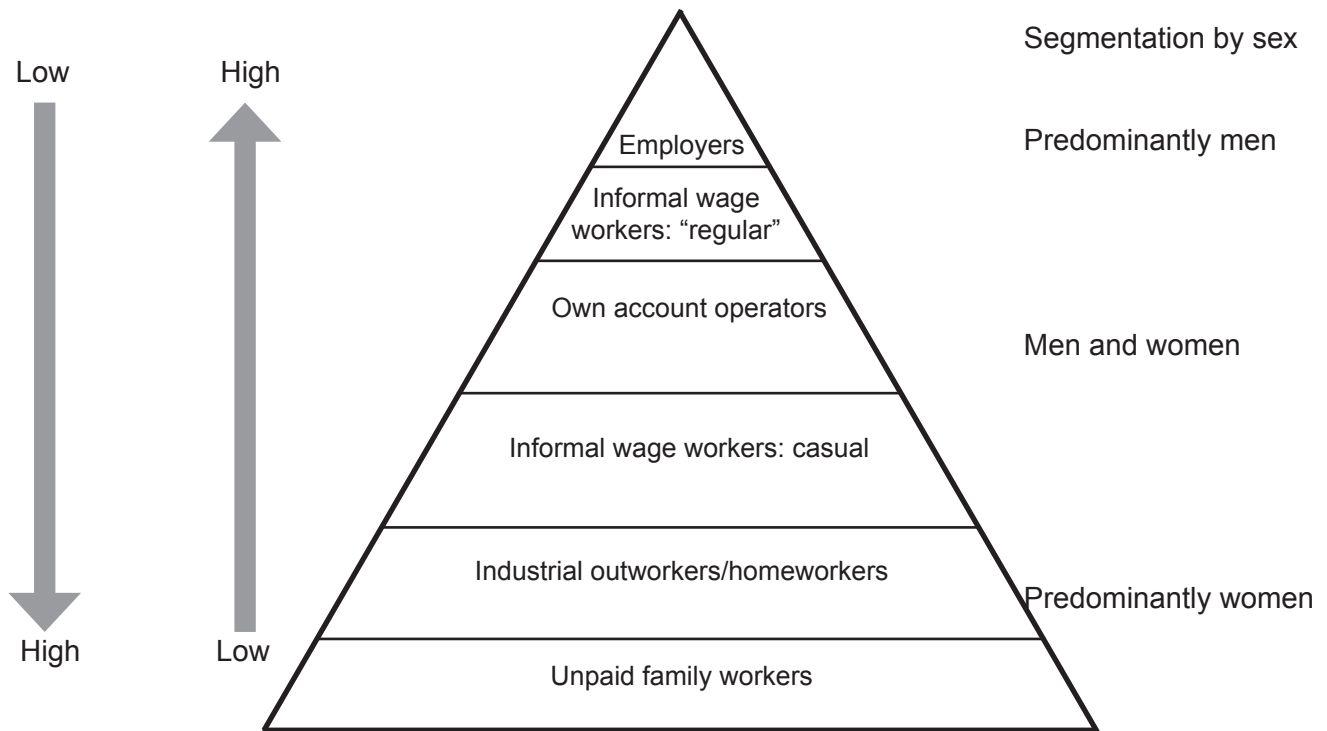 Segmentation by sex
Low
High
Predominantly men
Employers
Informal wage
workers: “regular”
Own account operators
Men and women
Informal wage workers: casual
Industrial outworkers/homeworkers
Predominantly women
High
Low
Unpaid family workers